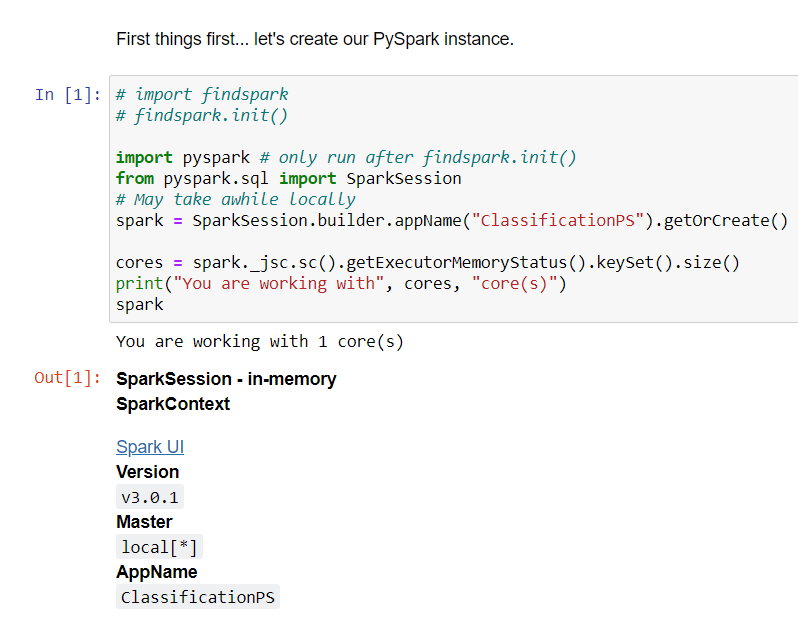 First things first... let's create our PySpark instance.
In [1]: # import findspark
# findspark.init()
import pyspark # only run after findspark.init()
from pyspark.sql import SparkSession
# May take awhile locally
spark = SparkSession.builder.appName("ClassificationPS").getOrCreate()
cores = spark._jsc.sc().getExecutorMemoryStatus().keySet().size()
print("You are working with", cores, "core(s)")
spark
You are working with 1 core(s)
Out[1]: SparkSession - in-memory
SparkContext
Spark UI
Version
v3.0.1
Master
local[*]
AppName
ClassificationPS